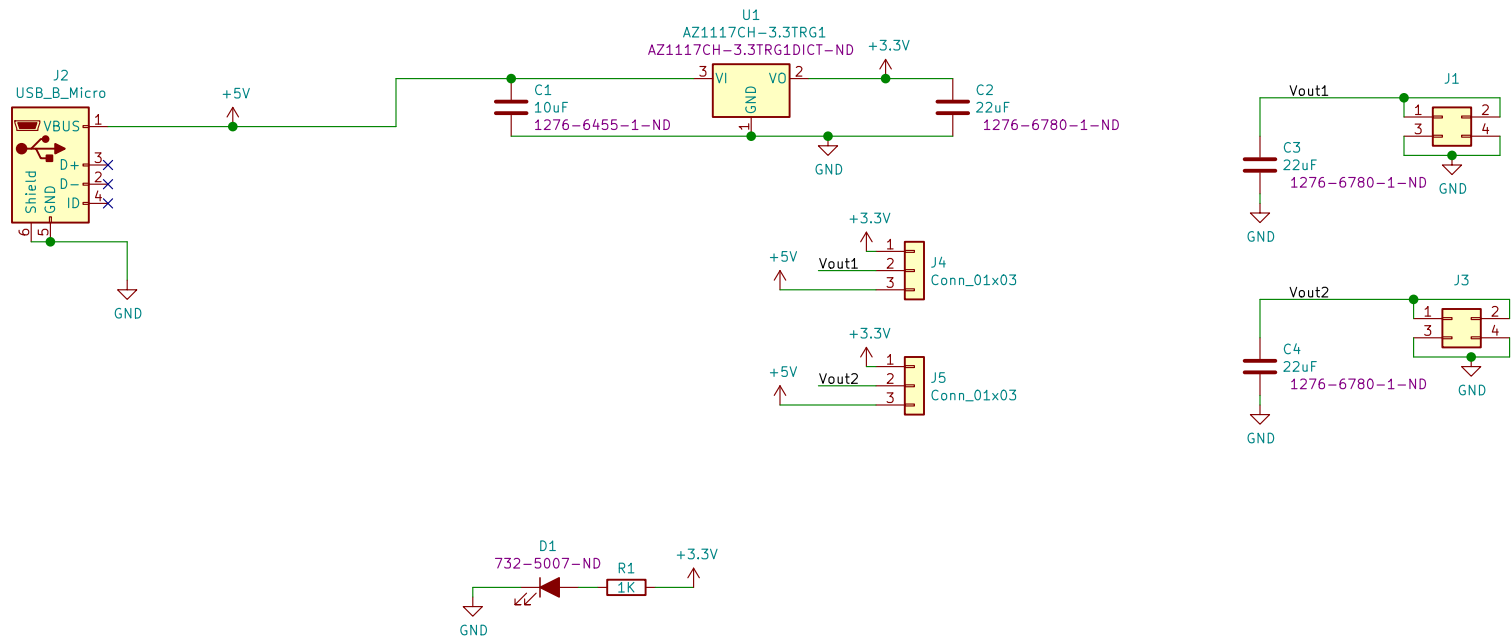 U1
AZ1117CH-3.3TRG1
AZ1117CH-3.3TRG1DICT-ND
3
VI
VO
2
GND
1
+3.3V
J2
USB_B_Micro
VBUS
1
D+
3
D-
2
ID
4
Shield
GND
6
5
GND
+5V
C1
10uF
1276-6455-1-ND
C2
22uF
1276-6780-1-ND
GND
Vout1
J1
1
2
3
4
GND
C3
22uF
1276-6780-1-ND
GND
+3.3V
+5V
Vout1
1
2
3
J4
Conn_01x03
Vout2
J3
1
2
3
4
GND
C4
22uF
1276-6780-1-ND
GND
+3.3V
+5V
Vout2
1
2
3
J5
Conn_01x03
D1
732-5007-ND
R1
1K
+3.3V
GND